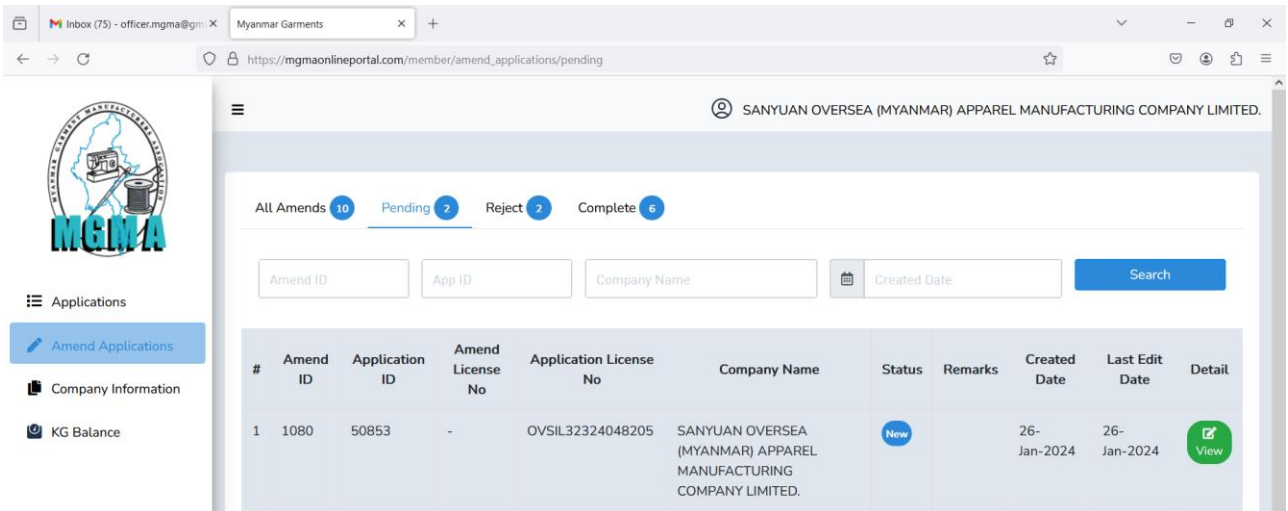 Inbox (75) - officer.mgma@gm
Myanmar Garments
https://mgmaonlineportal.com/member/amend_applications/pending
MYANMAR GARMENT MANUFACTURERS ASSOCIATION
MGMA
SANYUAN OVERSEA (MYANMAR) APPAREL MANUFACTURING COMPANY LIMITED.
All Amends 10 Pending 2 Reject 2 Complete 6
Amend ID App ID Company Name Created Date Search
Applications
Amend Applications
Company Information
KG Balance
# Amend ID Application ID Amend License No Application License No Company Name Status Remarks Created Date Last Edit Date Detail
1 1080 50853 - OVSIL32324048205 SANYUAN OVERSEA New 26- 26- View
(MYANMAR) APPAREL Jan-2024 Jan-2024
MANUFACTURING
COMPANY LIMITED.